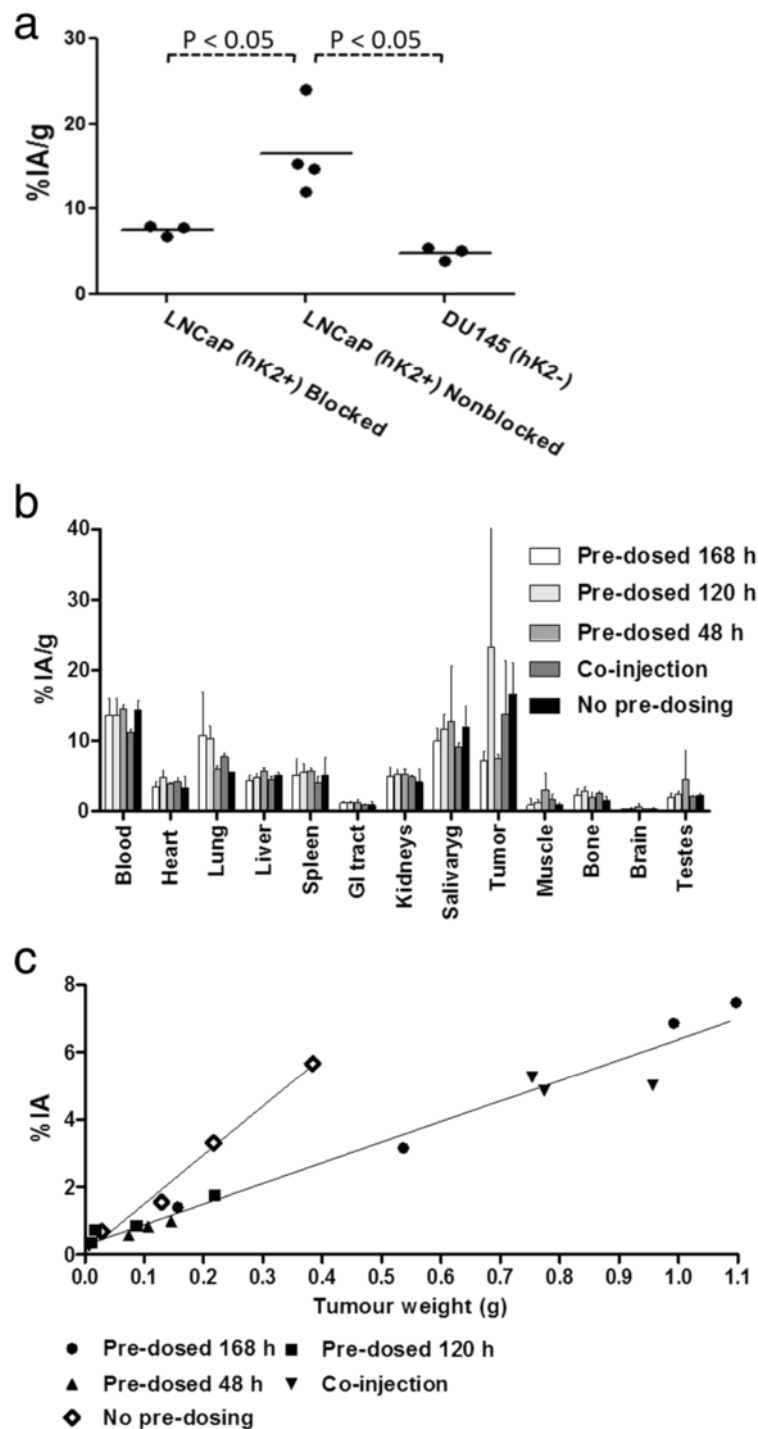 a
P < 0.05 P < 0.05
%IA/g
30
20
10
0
LNCaP (hK2+) Blocked
LNCaP (hK2+) Nonblocked
DU145 (hK2-)
b
%IA/g
40
30
20
10
0
Pre-dosed 168 h
Pre-dosed 120 h
Pre-dosed 48 h
Co-injection
No pre-dosing
Blood
Heart
Lung
Liver
Spleen
GI tract
Kidneys
Salivaryg
Tumor
Muscle
Bone
Brain
Testes
c
%IA
8
6
4
2
0
0.0 0.1 0.2 0.3 0.4 0.5 0.6 0.7 0.8 0.9 1.0 1.1
Tumour weight (g)
Pre-dosed 168 h Pre-dosed 120 h
Pre-dosed 48 h Co-injection
No pre-dosing